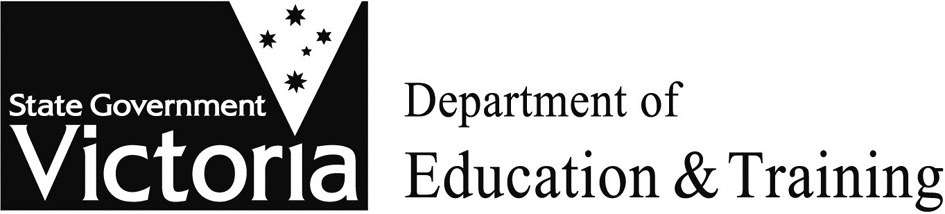 State Government
Victoria
Department of
Education & Training